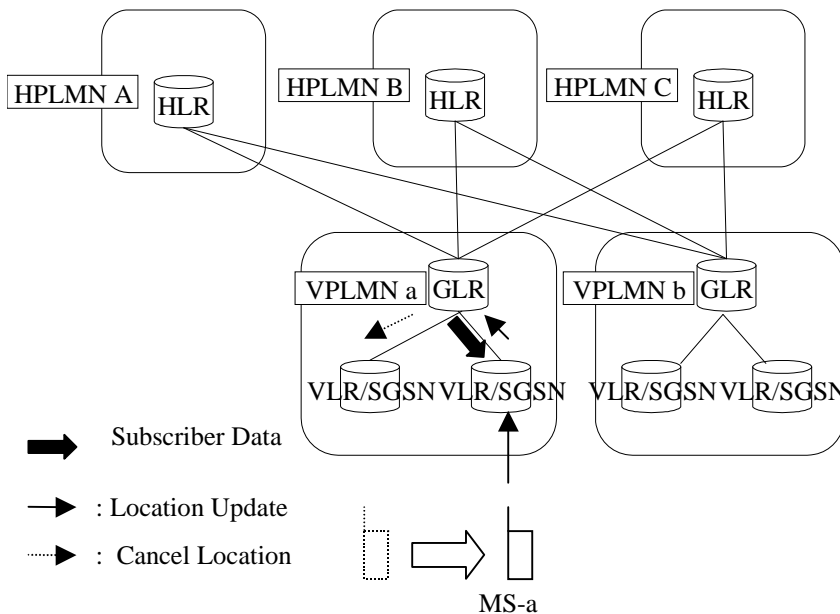 HPLMN A
HLR
HPLMN B
HLR
HPLMN C
HLR
VPLMN a
GLR
VPLMN b
GLR
VLR/SGSN
VLR/SGSN
VLR/SGSN
VLR/SGSN
Subscriber Data
: Location Update
: Cancel Location
MS-a